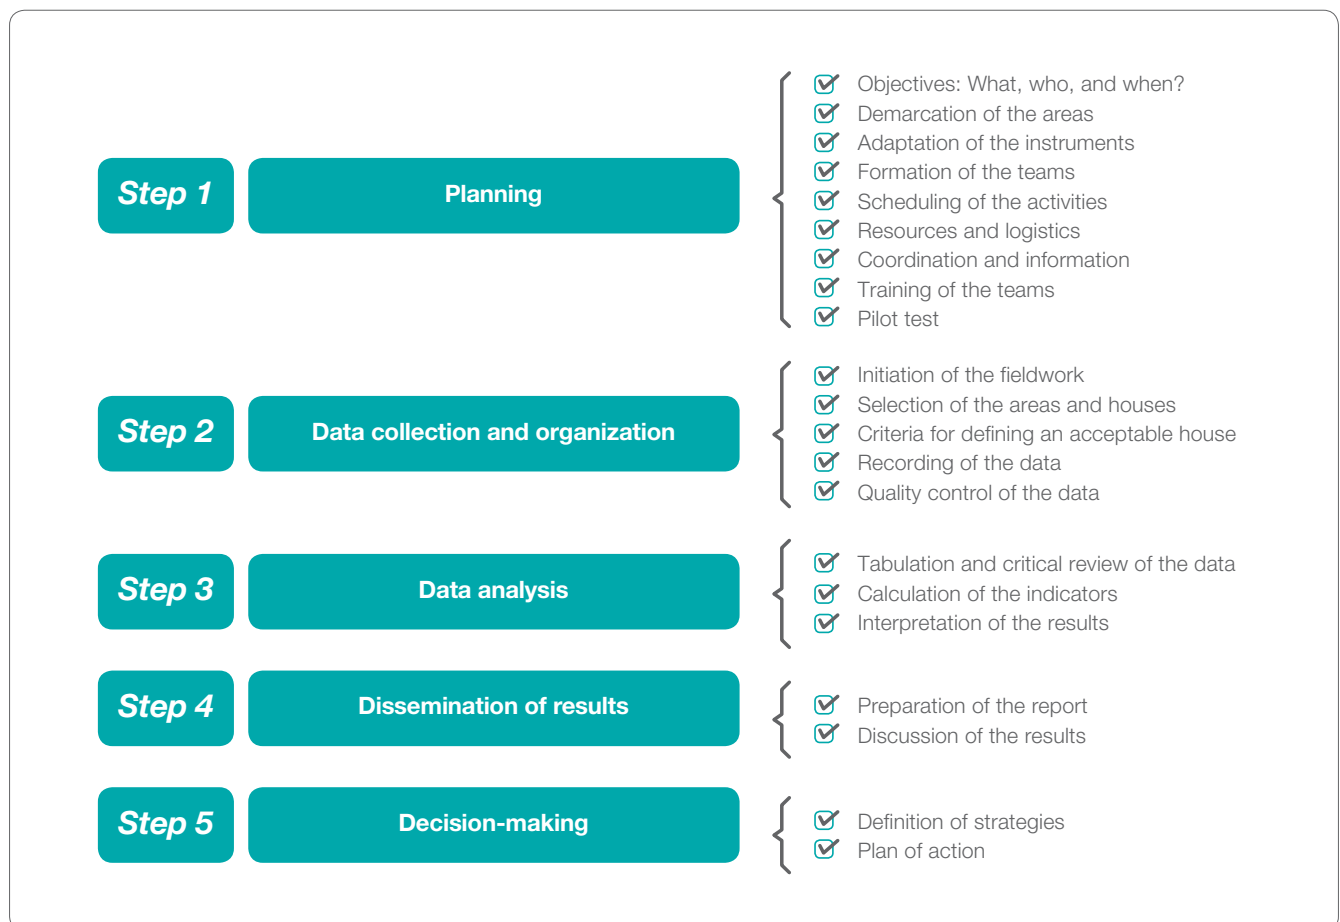 Step 1
Planning
Objectives: What, who, and when?
Demarcation of the areas
Adaptation of the instruments
Formation of the teams
Scheduling of the activities
Resources and logistics
Coordination and information
Training of the teams
Pilot test
Step 2
Data collection and organization
Initiation of the fieldwork
Selection of the areas and houses
Criteria for defining an acceptable house
Recording of the data
Quality control of the data
Step 3
Data analysis
Tabulation and critical review of the data
Calculation of the indicators
Interpretation of the results
Step 4
Dissemination of results
Preparation of the report
Discussion of the results
Step 5
Decision-making
Definition of strategies
Plan of action